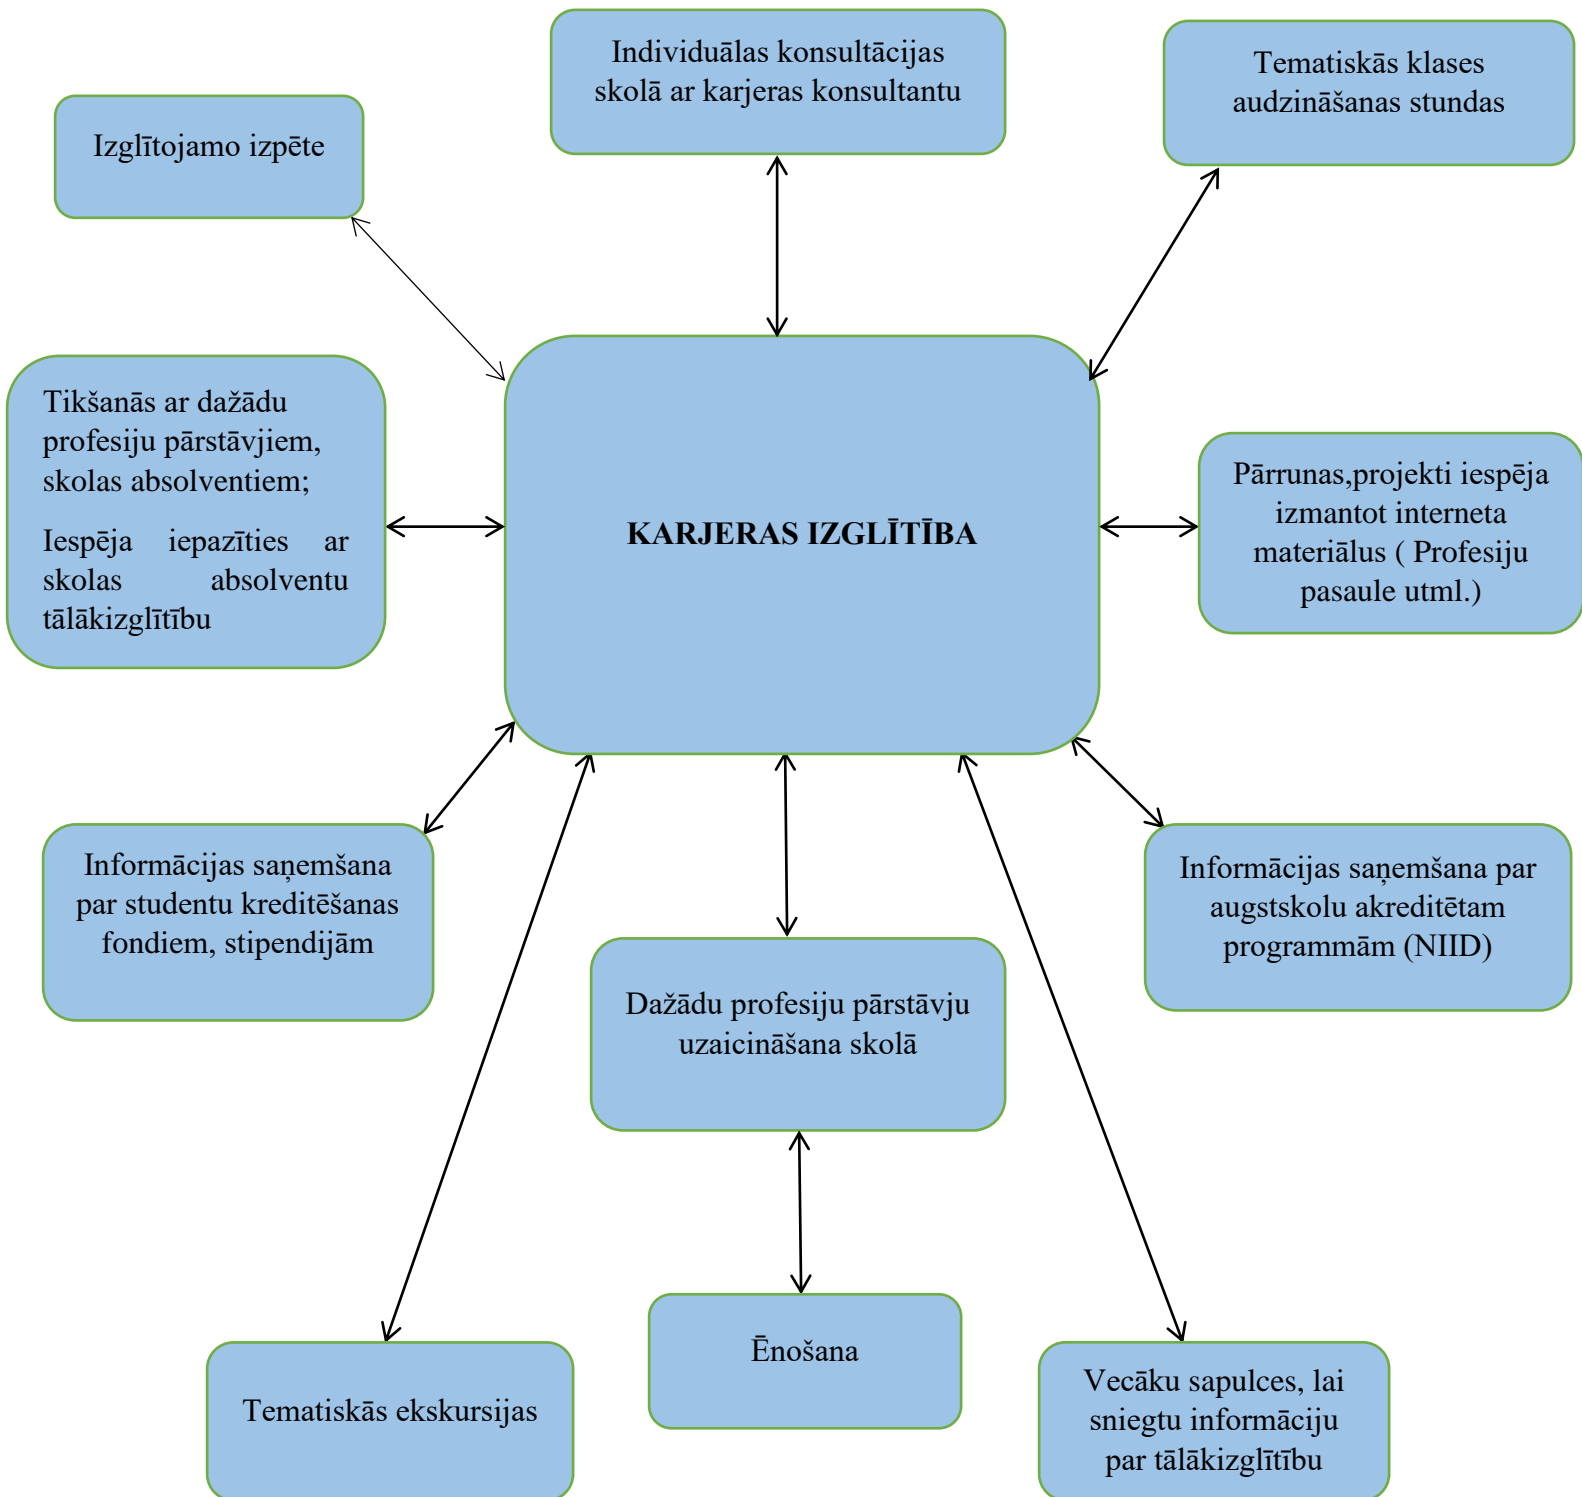 Individuālas konsultācijas
skolā ar karjeras konsultantu
Tematiskās klases
audzināšanas stundas
Izglītojamo izpēte
Tikšanās ar dažādu
profesiju pārstāvjiem,
skolas absolventiem;
Iespēja iepazīties ar
skolas absolventu
tālākizglītību
KARJERAS IZGLĪTĪBA
Pārrunas,projekti iespēja
izmantot interneta
materiālus ( Profesiju
pasaule utml.)
Informācijas saņemšana
par studentu kreditēšanas
fondiem, stipendijām
Informācijas saņemšana par
augstskolu akreditētam
programmām (NIID)
Dažādu profesiju pārstāvju
uzaicināšana skolā
Tematiskās ekskursijas
Ēnošana
Vecāku sapulces, lai
sniegtu informāciju
par tālākizglītību